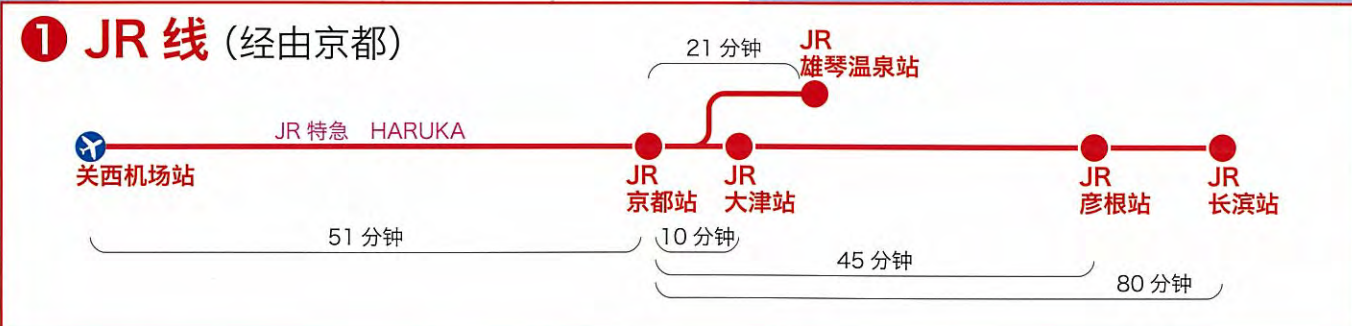 ❶ JR 线 (经由京都)
21 分钟
JR
雄琴温泉站
JR 特急 HARUKA
关西机场站
JR
京都站
JR
大津站
JR
彦根站
JR
长滨站
51 分钟
10 分钟
45 分钟
80 分钟